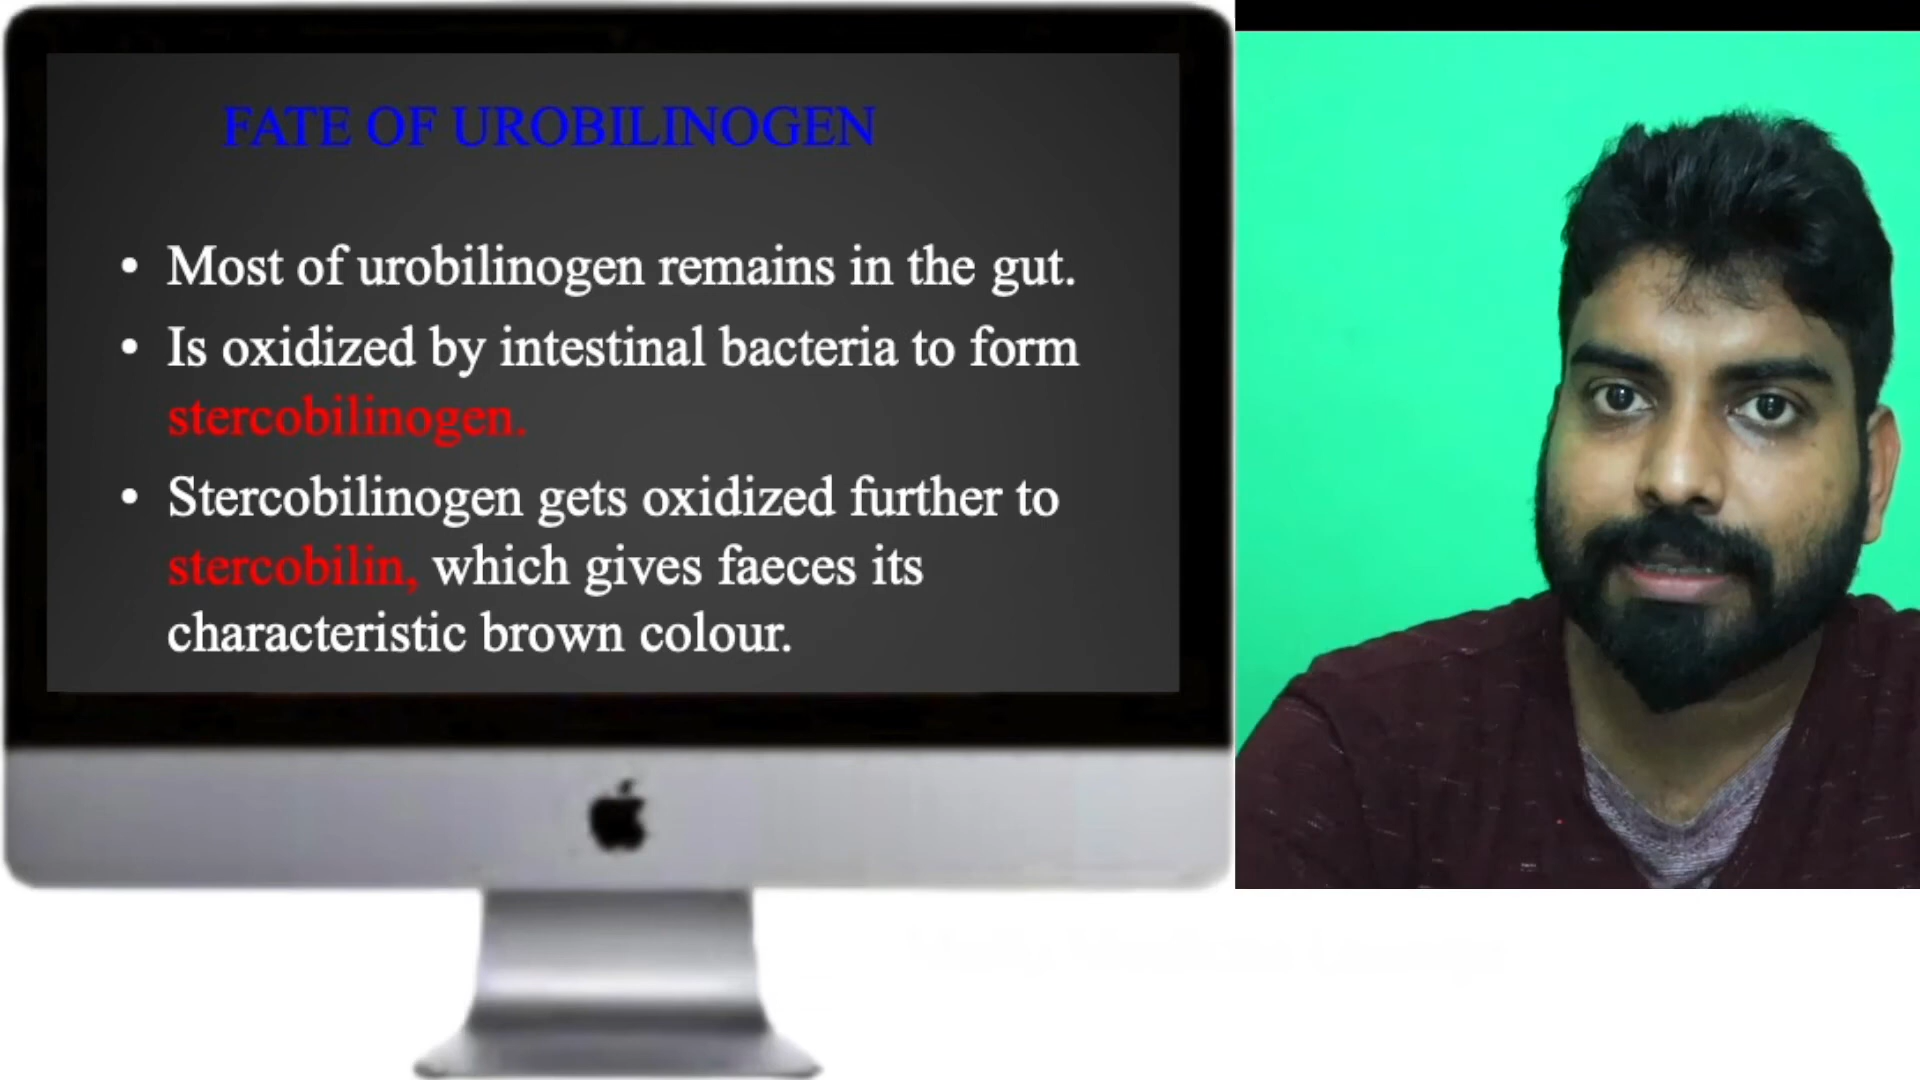 FATE OF UROBILINOGEN
• Most of urobilinogen remains in the gut.
• Is oxidized by intestinal bacteria to form
stercobilinogen.
• Stercobilinogen gets oxidized further to
stercobilin, which gives faeces its
characteristic brown colour.